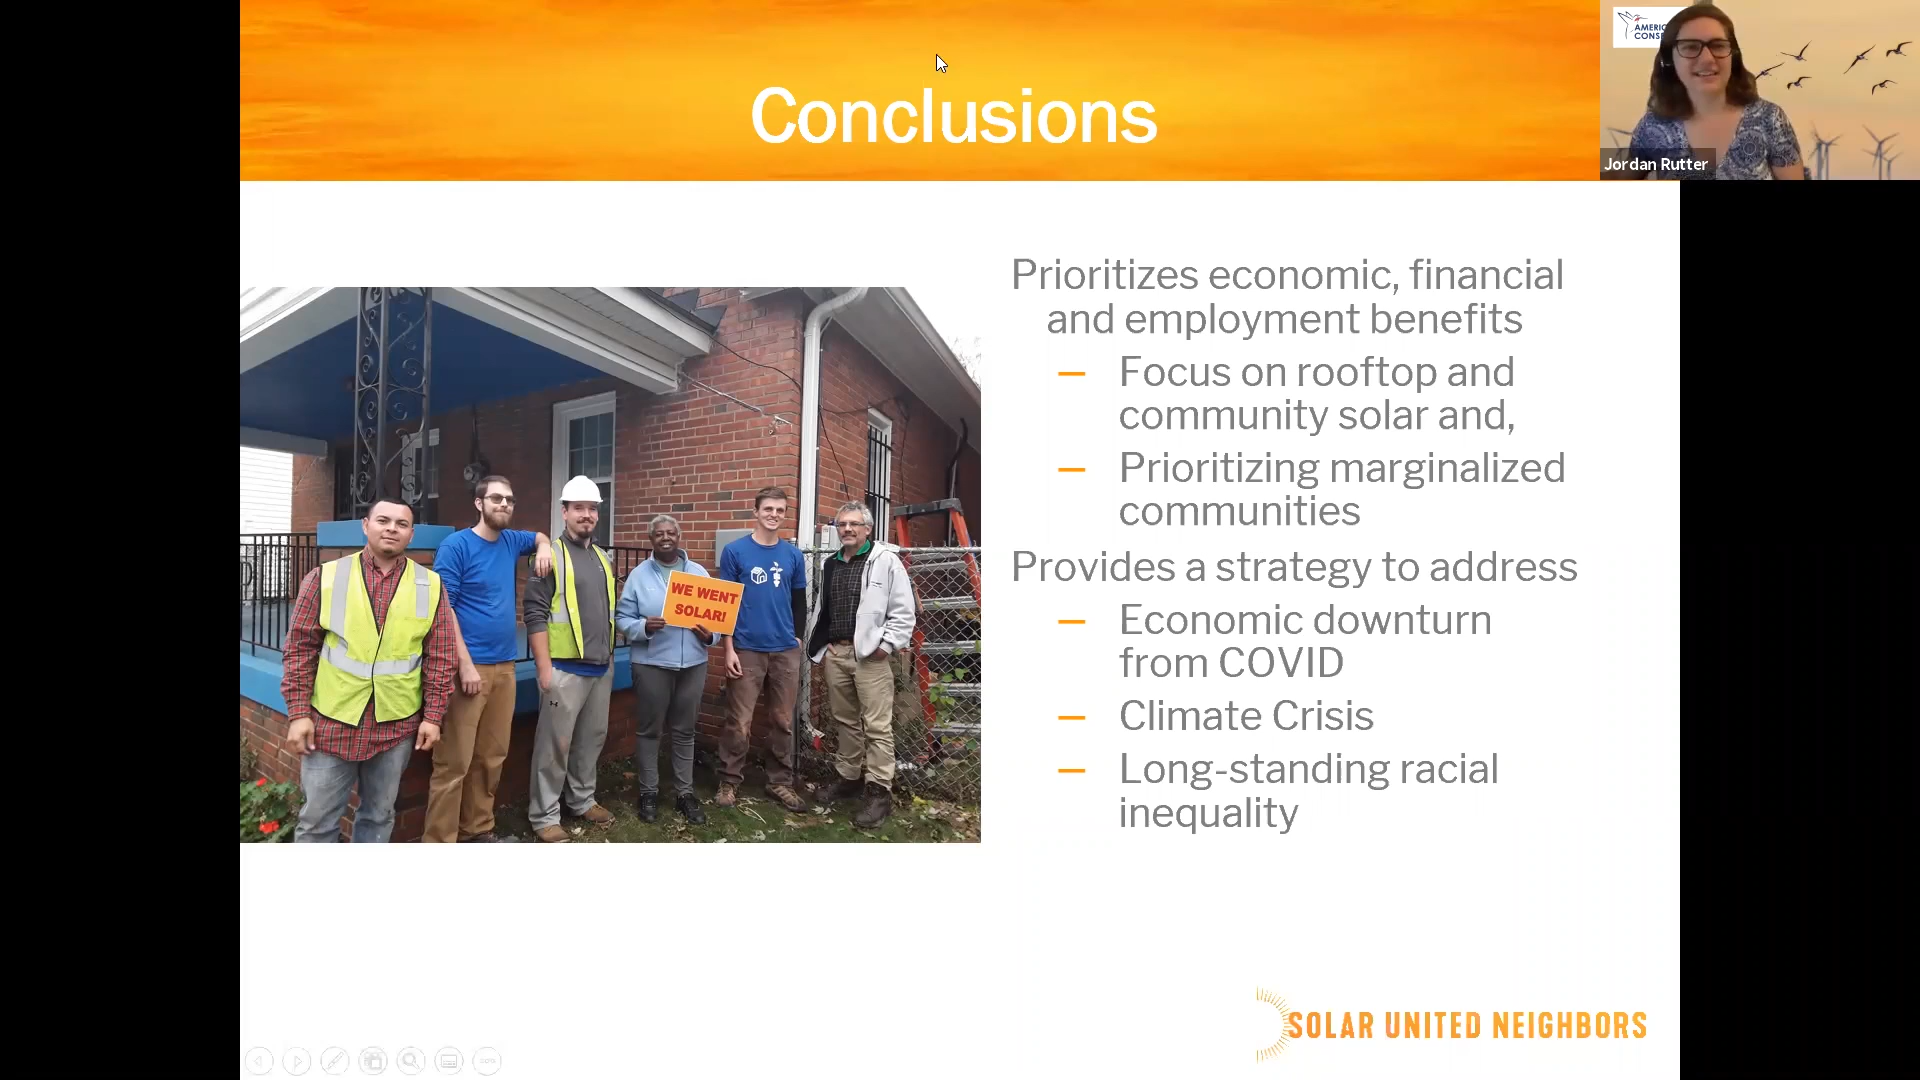 Conclusions
AMERIC
CONSE
Jordan Rutter
Prioritizes economic, financial
and employment benefits
– Focus on rooftop and
community solar and,
– Prioritizing marginalized
communities
Provides a strategy to address
– Economic downturn
from COVID
– Climate Crisis
– Long-standing racial
inequality
WE WENT
SOLAR!
SOLAR UNITED NEIGHBORS